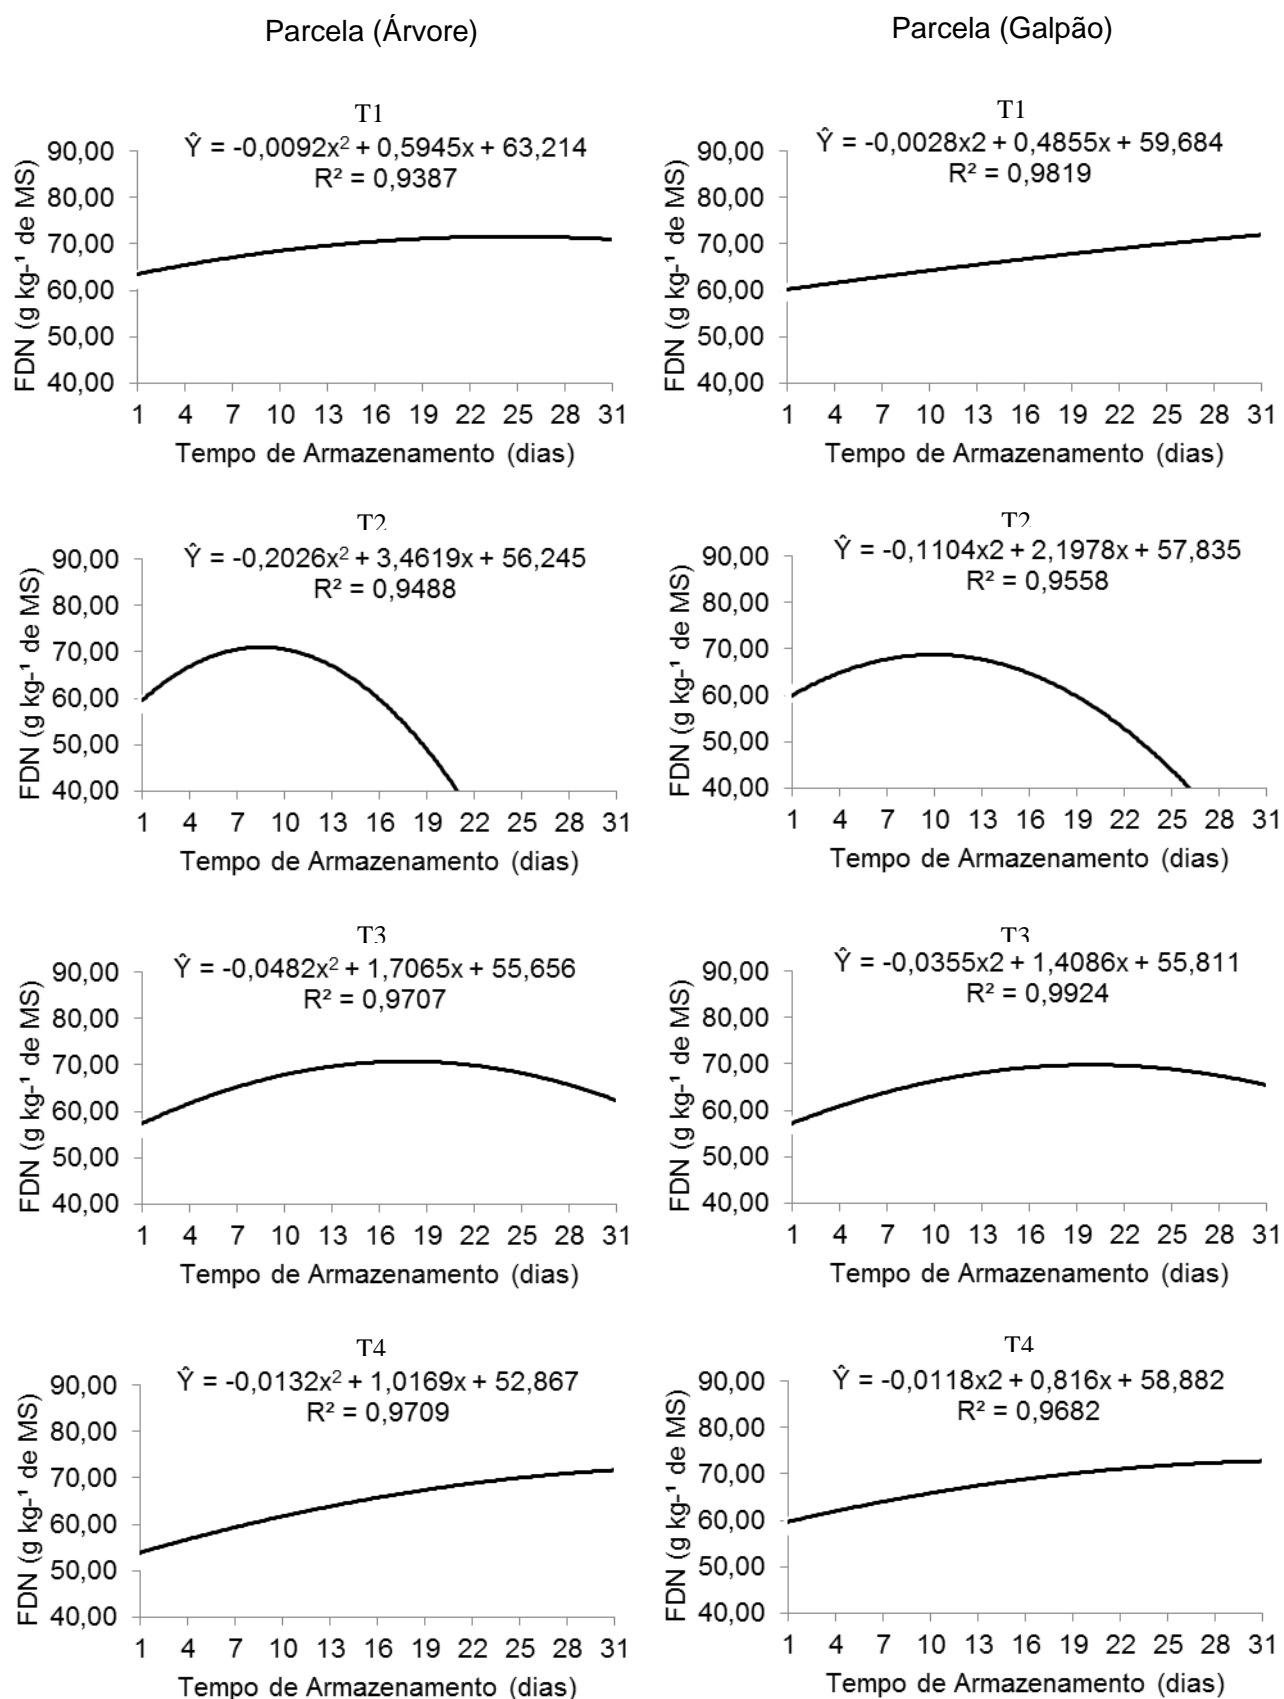 Parcela (Árvore)
Parcela (Galpão)
T1
Ŷ = -0,0092x² + 0,5945x + 63,214
R² = 0,9387
FDN (g kg-¹ de MS)
90,00
80,00
70,00
60,00
50,00
40,00
1 4 7 10 13 16 19 22 25 28 31
Tempo de Armazenamento (dias)
T1
Ŷ = -0,0028x2 + 0,4855x + 59,684
R² = 0,9819
FDN (g kg-¹ de MS)
90,00
80,00
70,00
60,00
50,00
40,00
1 4 7 10 13 16 19 22 25 28 31
Tempo de Armazenamento (dias)
T2
Ŷ = -0,2026x² + 3,4619x + 56,245
R² = 0,9488
FDN (g kg-¹ de MS)
90,00
80,00
70,00
60,00
50,00
40,00
1 4 7 10 13 16 19 22 25 28 31
Tempo de Armazenamento (dias)
T2
Ŷ = -0,1104x2 + 2,1978x + 57,835
R² = 0,9558
FDN (g kg-¹ de MS)
90,00
80,00
70,00
60,00
50,00
40,00
1 4 7 10 13 16 19 22 25 28 31
Tempo de Armazenamento (dias)
T3
Ŷ = -0,0482x² + 1,7065x + 55,656
R² = 0,9707
FDN (g kg-¹ de MS)
90,00
80,00
70,00
60,00
50,00
40,00
1 4 7 10 13 16 19 22 25 28 31
Tempo de Armazenamento (dias)
T3
Ŷ = -0,0355x2 + 1,4086x + 55,811
R² = 0,9924
FDN (g kg-¹ de MS)
90,00
80,00
70,00
60,00
50,00
40,00
1 4 7 10 13 16 19 22 25 28 31
Tempo de Armazenamento (dias)
T4
Ŷ = -0,0132x² + 1,0169x + 52,867
R² = 0,9709
FDN (g kg-¹ de MS)
90,00
80,00
70,00
60,00
50,00
40,00
1 4 7 10 13 16 19 22 25 28 31
Tempo de Armazenamento (dias)
T4
Ŷ = -0,0118x2 + 0,816x + 58,882
R² = 0,9682
FDN (g kg-¹ de MS)
90,00
80,00
70,00
60,00
50,00
40,00
1 4 7 10 13 16 19 22 25 28 31
Tempo de Armazenamento (dias)